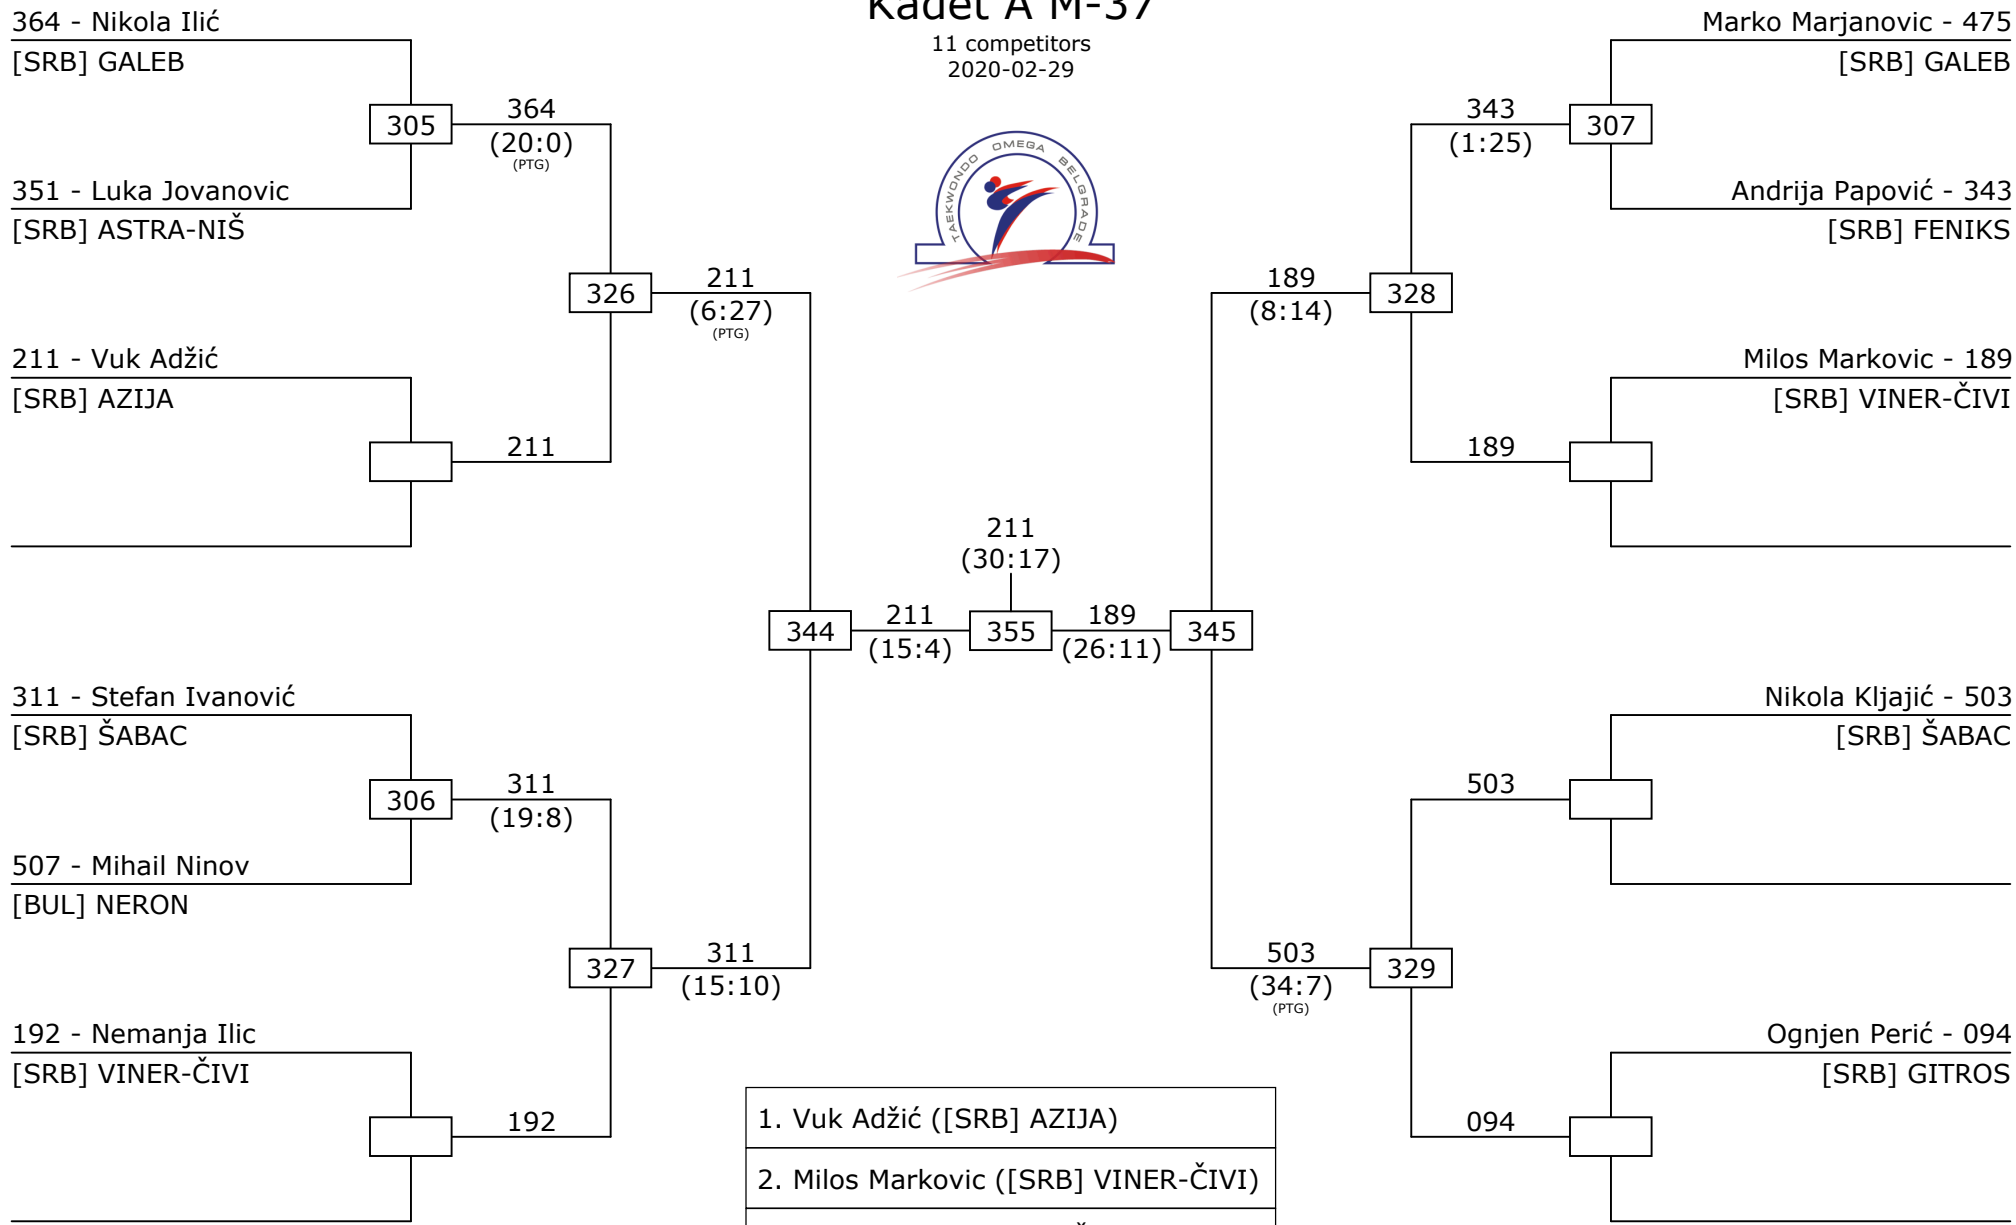 Kadet A M-37
11 competitors
2020-02-29
TAEKWONDO OMEGA BELGRADE
364 - Nikola Ilić
[SRB] GALEB
305
364
(20:0)
(PTG)
351 - Luka Jovanovic
[SRB] ASTRA-NIŠ
326
211
(6:27)
(PTG)
211 - Vuk Adžić
[SRB] AZIJA
211
311 - Stefan Ivanović
[SRB] ŠABAC
306
311
(19:8)
507 - Mihail Ninov
[BUL] NERON
327
311
(15:10)
192 - Nemanja Ilic
[SRB] VINER-ČIVI
192
344
211
(15:4)
211
(30:17)
355
189
(26:11)
345
Marko Marjanovic - 475
[SRB] GALEB
343
(1:25)
307
Andrija Papović - 343
[SRB] FENIKS
189
(8:14)
328
Milos Markovic - 189
[SRB] VINER-ČIVI
189
Nikola Kljajić - 503
[SRB] ŠABAC
503
503
(34:7)
(PTG)
329
Ognjen Perić - 094
[SRB] GITROS
094
1. Vuk Adžić ([SRB] AZIJA)
2. Milos Markovic ([SRB] VINER-ČIVI)